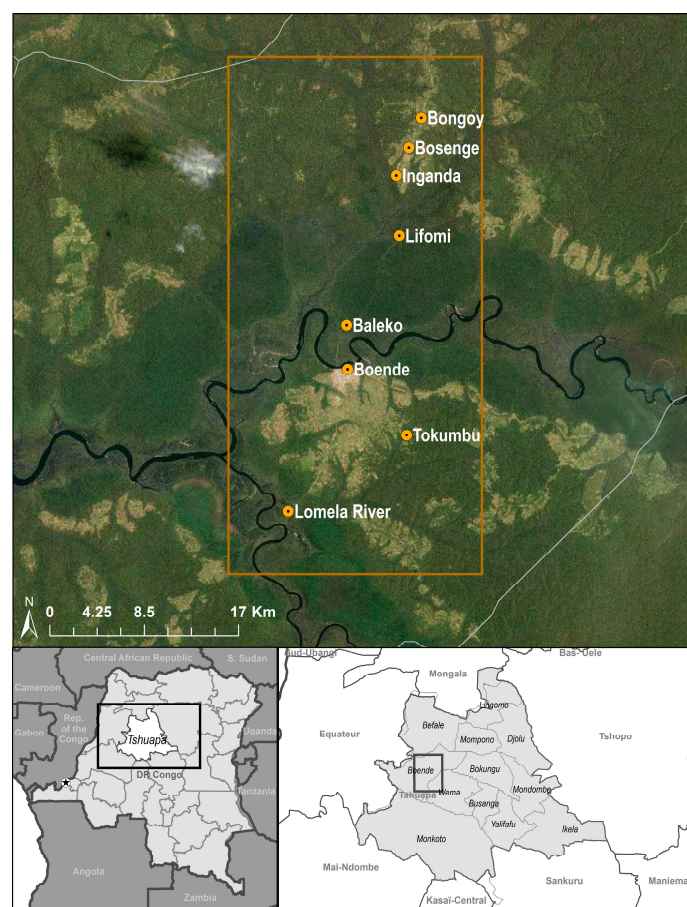 Bongoy
Bosenge
Inganda
Lifomi
Baleko
Boende
Tokumbu
Lomela River
N
0 4.25 8.5 17 Km
Central African Republic
S. Sudan
Cameroon
Rep.
of the
Congo
Gabon
Uganda
Tshuapa
DR Congo
Tanzania
Angola
Zambia
Sud-Ubangi
Bas-Uele
Mongala
Lingomo
Befale
Equateur
Mompono
Djolu
Tshopo
Boende
Bokungu
Mondombe
Wama
Busanga
Yalifafu
Ikela
Monkoto
Mai-Ndombe
Sankuru
Maniema
Kasaï-Central